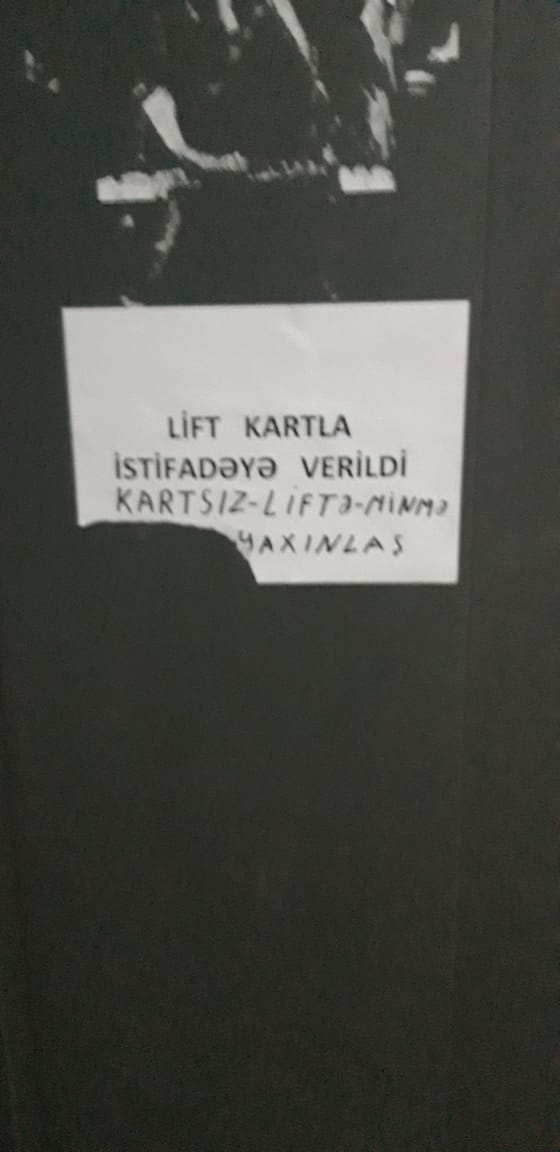 LİFT KARTLA
İSTİFADƏYƏ VERİLDİ
KARTSIZ-LİFTƏ-MİNMƏ
YAXINLAŞ